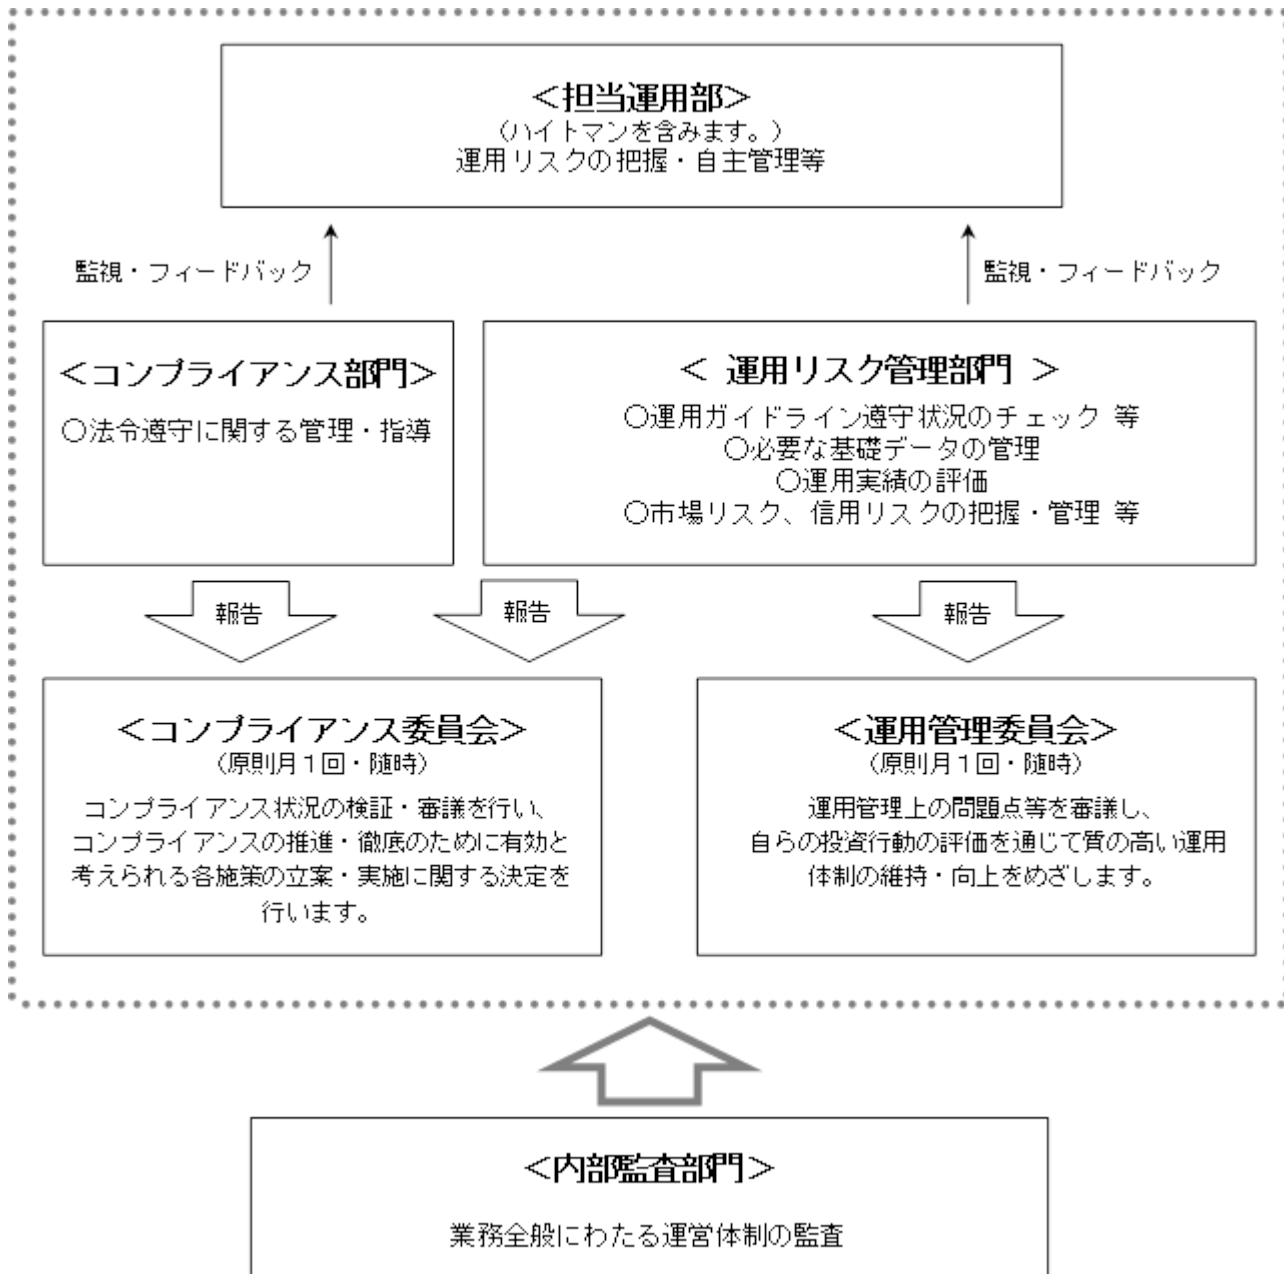 ＜担当運用部＞
（ハイトマンを含みます。）
運用リスクの把握・自主管理等
監視・フィードバック
監視・フィードバック
＜コンプライアンス部門＞
○法令遵守に関する管理・指導
＜ 運用リスク管理部門 ＞
○運用ガイドライン遵守状況のチェック 等
○必要な基礎データの管理
○運用実績の評価
○市場リスク、信用リスクの把握・管理 等
報告
報告
報告
＜コンプライアンス委員会＞
（原則月１回・随時）
コンプライアンス状況の検証・審議を行い、
コンプライアンスの推進・徹底のために有効と
考えられる各施策の立案・実施に関する決定を
行います。
＜運用管理委員会＞
（原則月１回・随時）
運用管理上の問題点等を審議し、
自らの投資行動の評価を通じて質の高い運用
体制の維持・向上をめざします。
＜内部監査部門＞
業務全般にわたる運営体制の監査